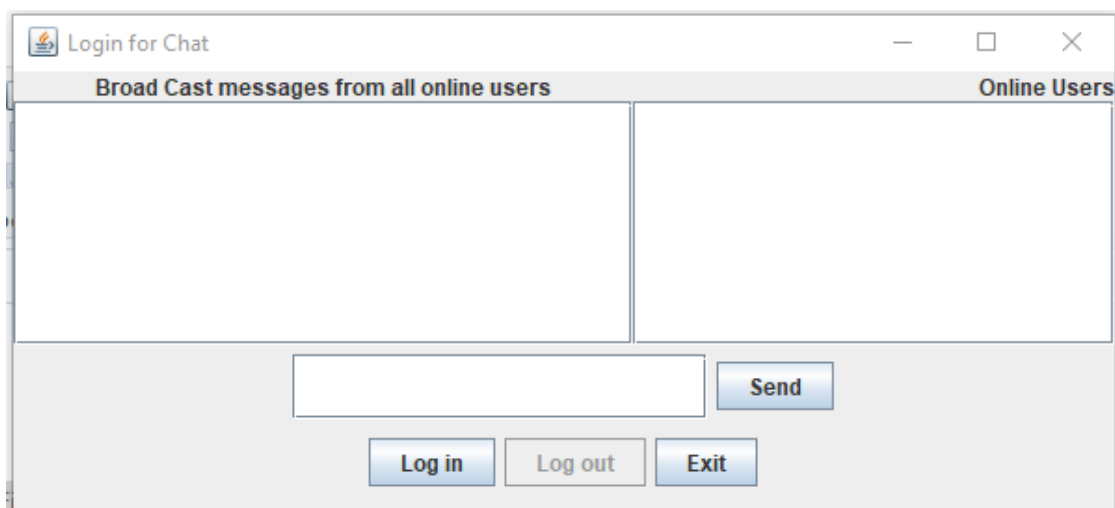 Login for Chat
Broad Cast messages from all online users Online Users
Send
Log in Log out Exit